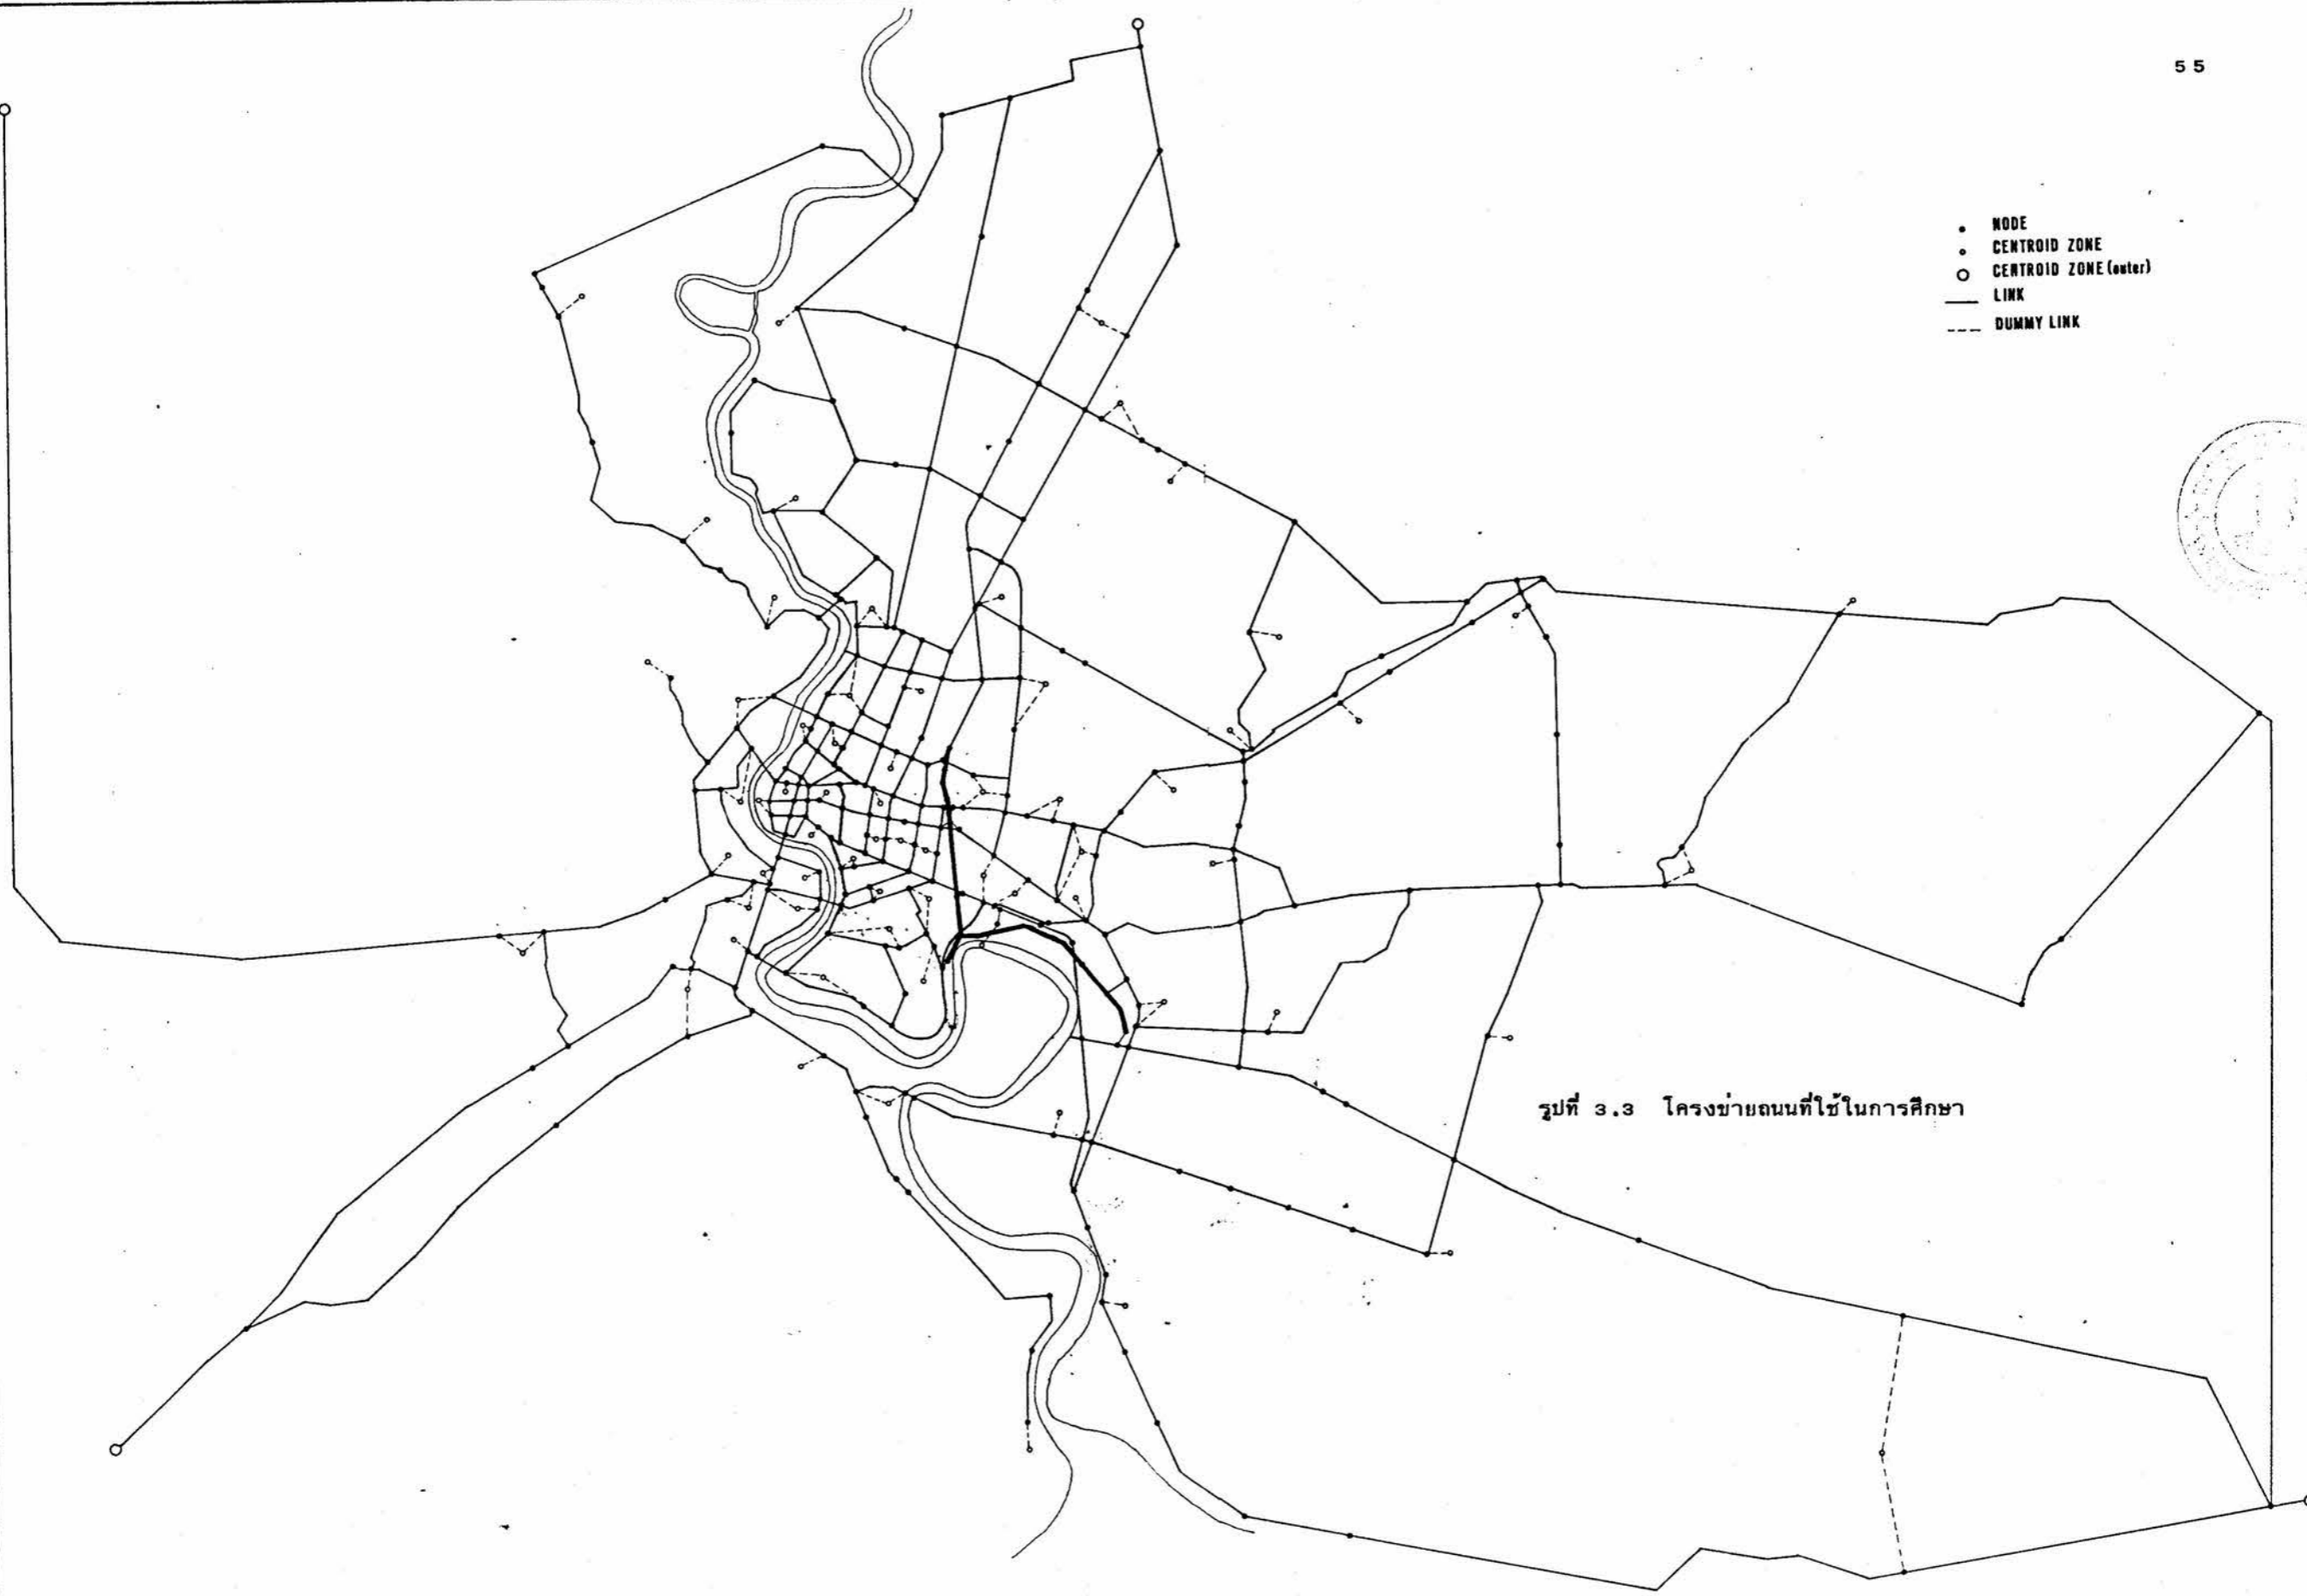 55
NODE
CENTROID ZONE
CENTROID ZONE (outer)
LINK
DUMMY LINK
รูปที่ 3.3 โครงข่ายถนนที่ใช้ในการศึกษา